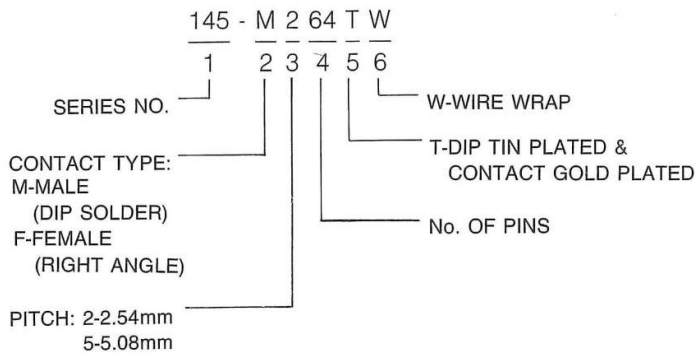 145 - M 2 64 T W
1 2 3 4 5 6
SERIES NO.
W-WIRE WRAP
CONTACT TYPE:
M-MALE
(DIP SOLDER)
F-FEMALE
(RIGHT ANGLE)
T-DIP TIN PLATED &
CONTACT GOLD PLATED
No. OF PINS
PITCH: 2-2.54mm
5-5.08mm